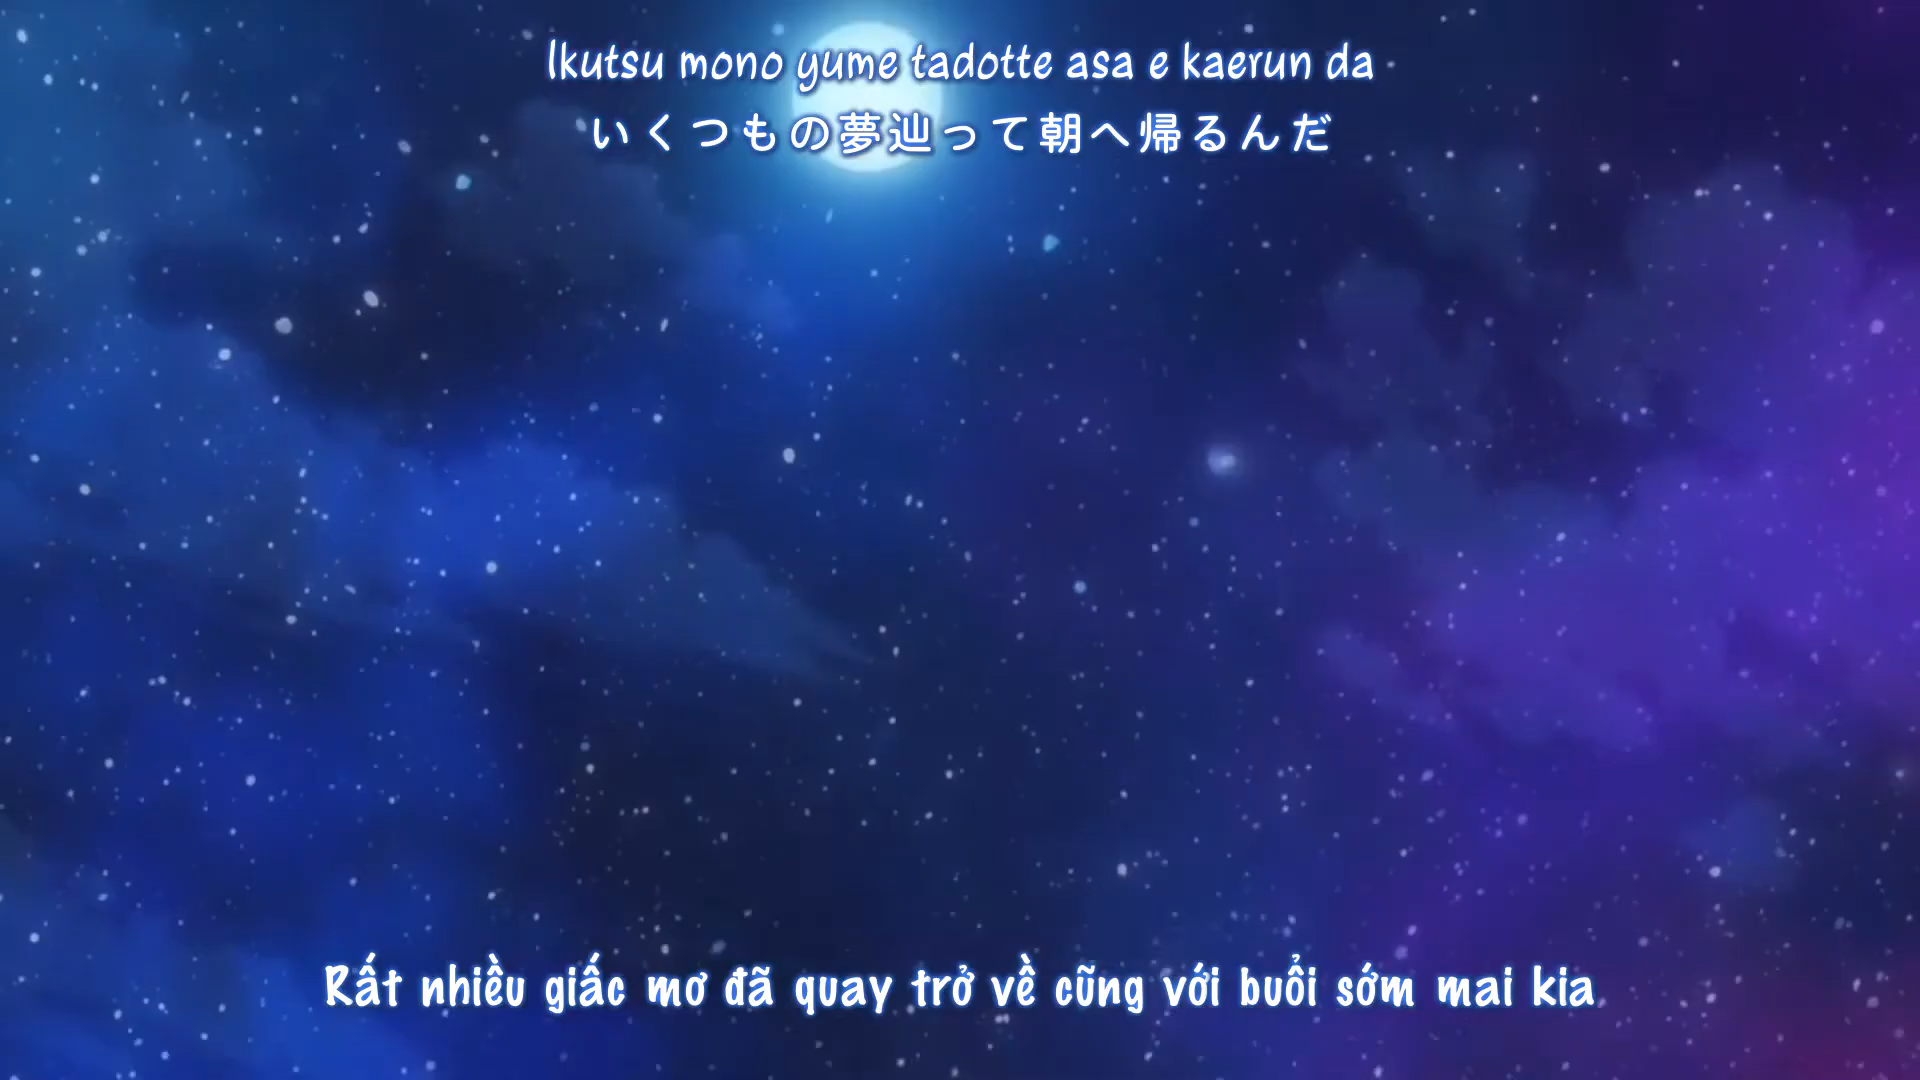 Ikutsu mono yume tadotte asa e kaerun da
いくつもの夢辿って朝へ帰るんだ
Rất nhiều giấc mơ đã quay trở về cũng với buổi sớm mai kia